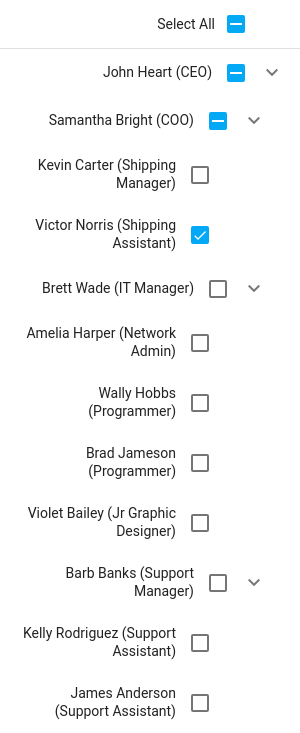 Select All
John Heart (CEO)
Samantha Bright (COO)
Kevin Carter (Shipping
Manager)
Victor Norris (Shipping
Assistant)
Brett Wade (IT Manager)
Amelia Harper (Network
Admin)
Wally Hobbs
(Programmer)
Brad Jameson
(Programmer)
Violet Bailey (Jr Graphic
Designer)
Barb Banks (Support
Manager)
Kelly Rodriguez (Support
Assistant)
James Anderson
(Support Assistant)